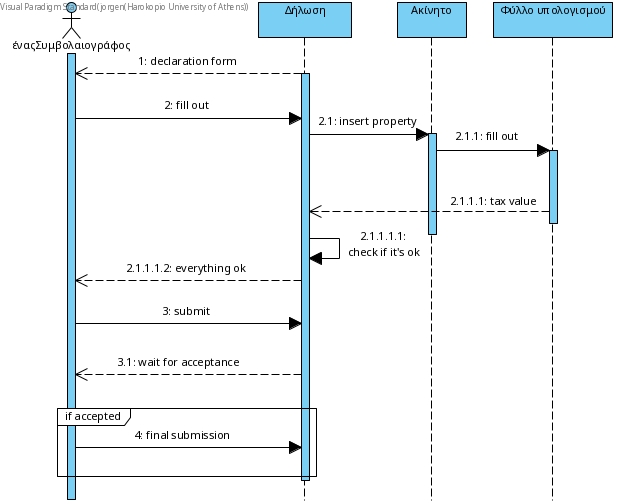 Visual Paradigm Standard(jorgen(Harokopio University of Athens))
έναςΣυμβολαιογράφος
Δήλωση
Ακίνητο
Φύλλο υπολογισμού
1: declaration form
2: fill out
2.1: insert property
2.1.1: fill out
2.1.1.1: tax value
2.1.1.1.1:
check if it's ok
2.1.1.1.2: everything ok
3: submit
3.1: wait for acceptance
if accepted
4: final submission